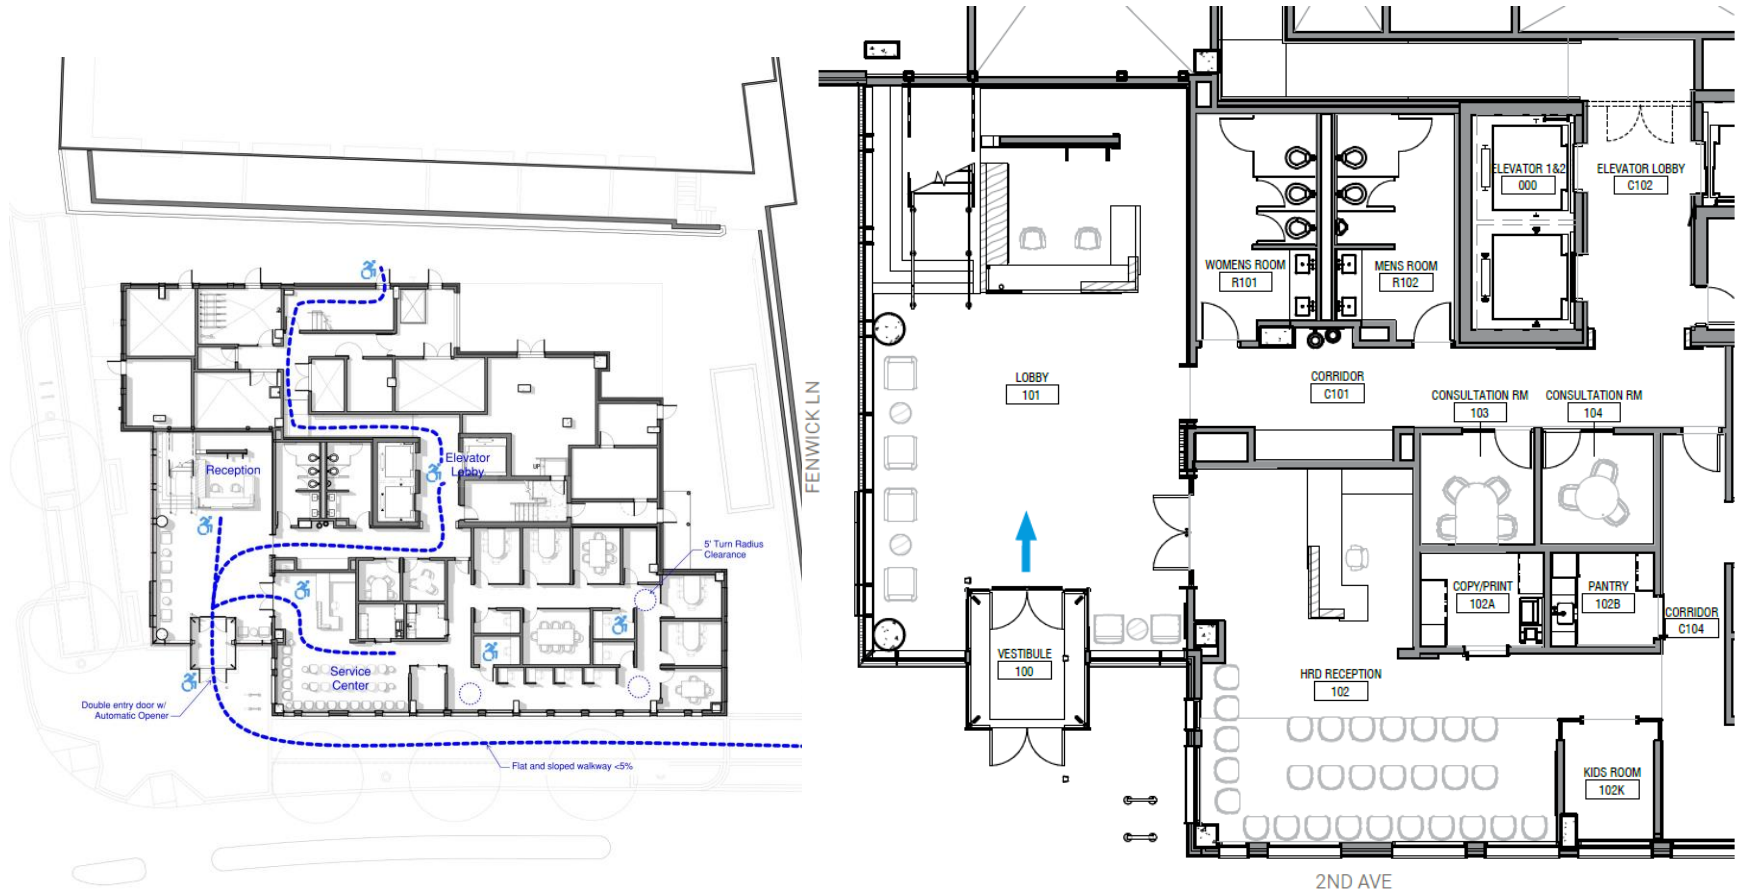 Reception
Elevator
Lobby
UP
5' Turn Radius
Clearance
Service
Center
Double entry door w/
Automatic Opener
Flat and sloped walkway <5%
FENWICK LN
ELEVATOR 1&2
000
ELEVATOR LOBBY
C102
WOMENS ROOM
R101
MENS ROOM
R102
LOBBY
101
CORRIDOR
C101
CONSULTATION RM
103
CONSULTATION RM
104
COPY/PRINT
102A
PANTRY
102B
CORRIDOR
C104
VESTIBULE
100
HRD RECEPTION
102
KIDS ROOM
102K
2ND AVE